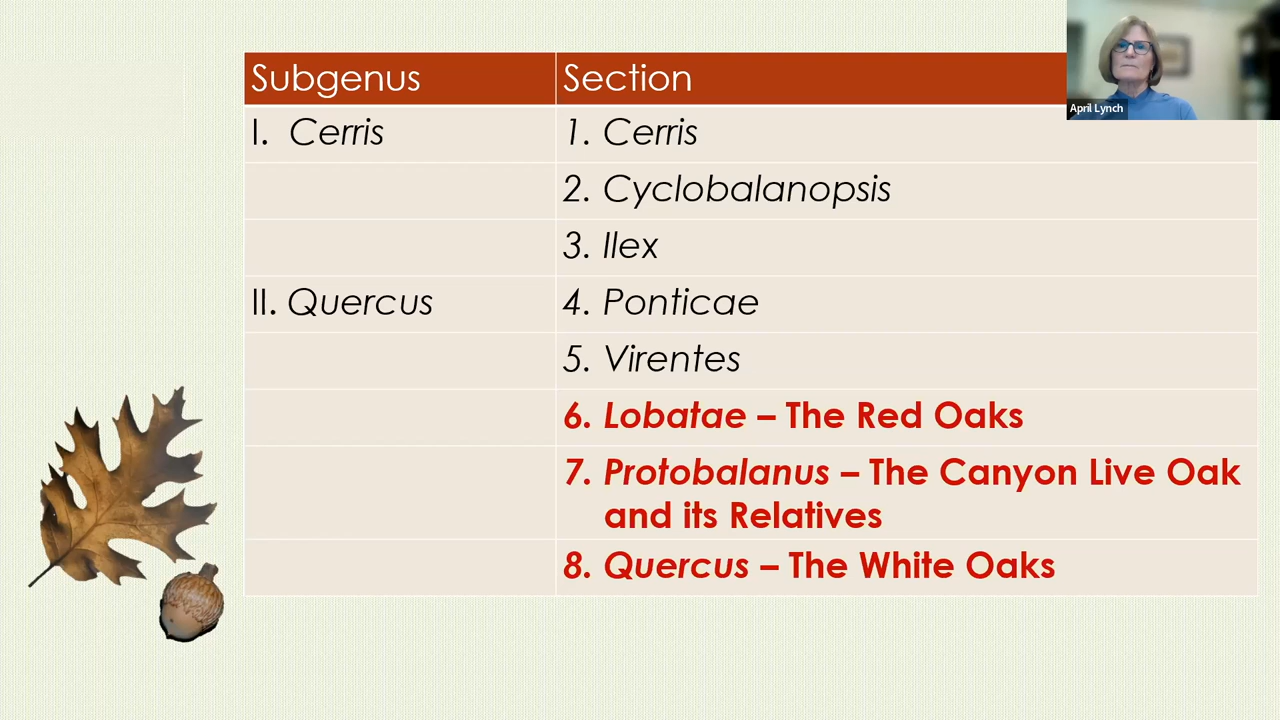 Subgenus Section
April Lynch
I. Cerris 1. Cerris
2. Cyclobalanopsis
3. Ilex
II. Quercus 4. Ponticae
5. Virentes
6. Lobatae – The Red Oaks
7. Protobalanus – The Canyon Live Oak
and its Relatives
8. Quercus – The White Oaks